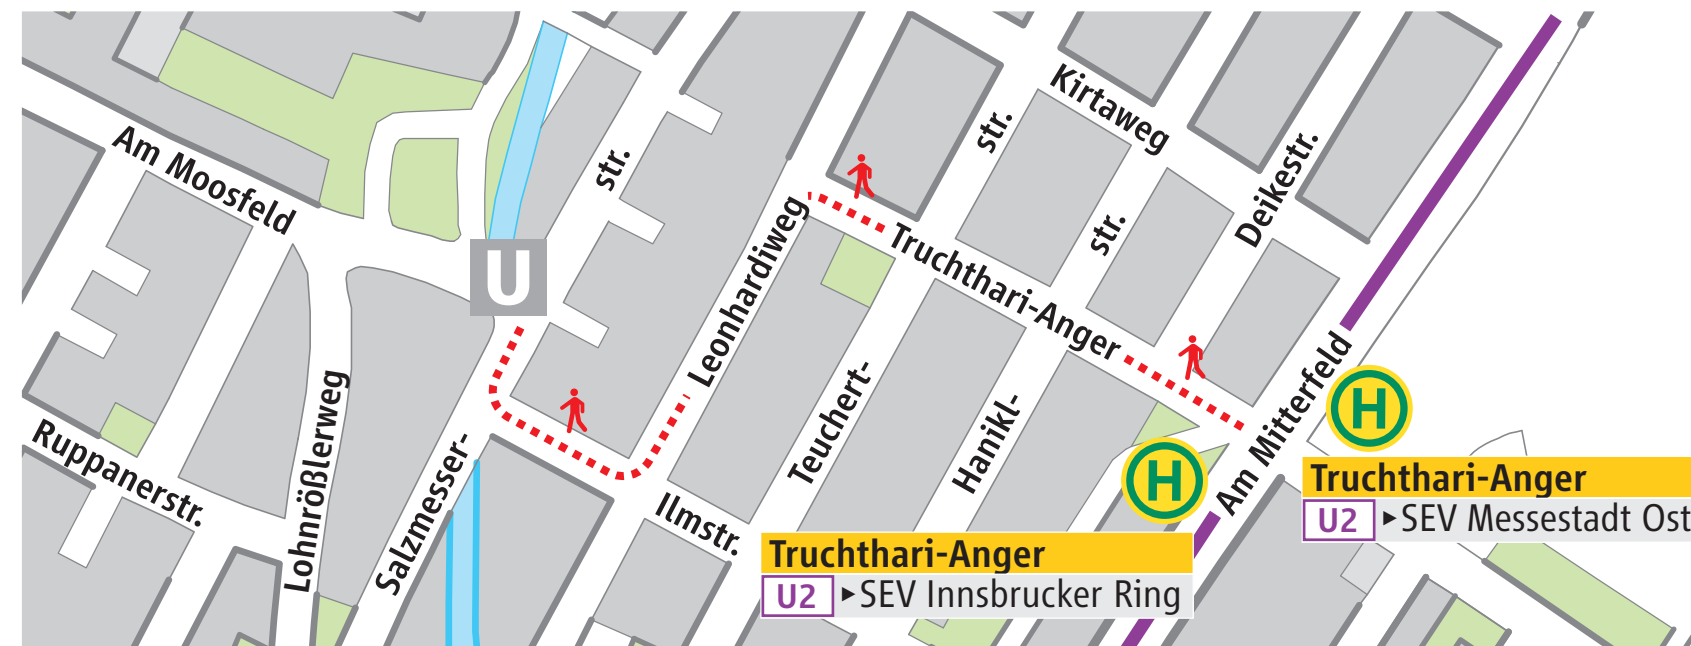 Kirtaweg
str.
Am Moosfeld
str.
Deikestr.
str.
U
Leonhardiweg
Truchthari-Anger
Lohnrößlerweg
Teuchert-
Hanikl-
Am Mitterfeld
H
H
Ruppanerstr.
Salzmesser-
Ilmstr.
Truchthari-Anger
U2 ▸SEV Messestadt Ost
Truchthari-Anger
U2 ▸SEV Innsbrucker Ring